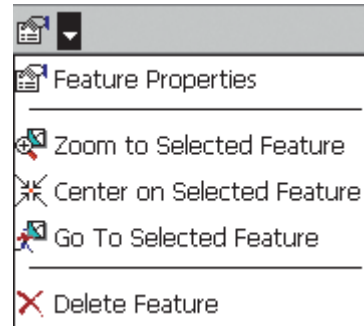 Feature Properties
Zoom to Selected Feature
Center on Selected Feature
Go To Selected Feature
Delete Feature